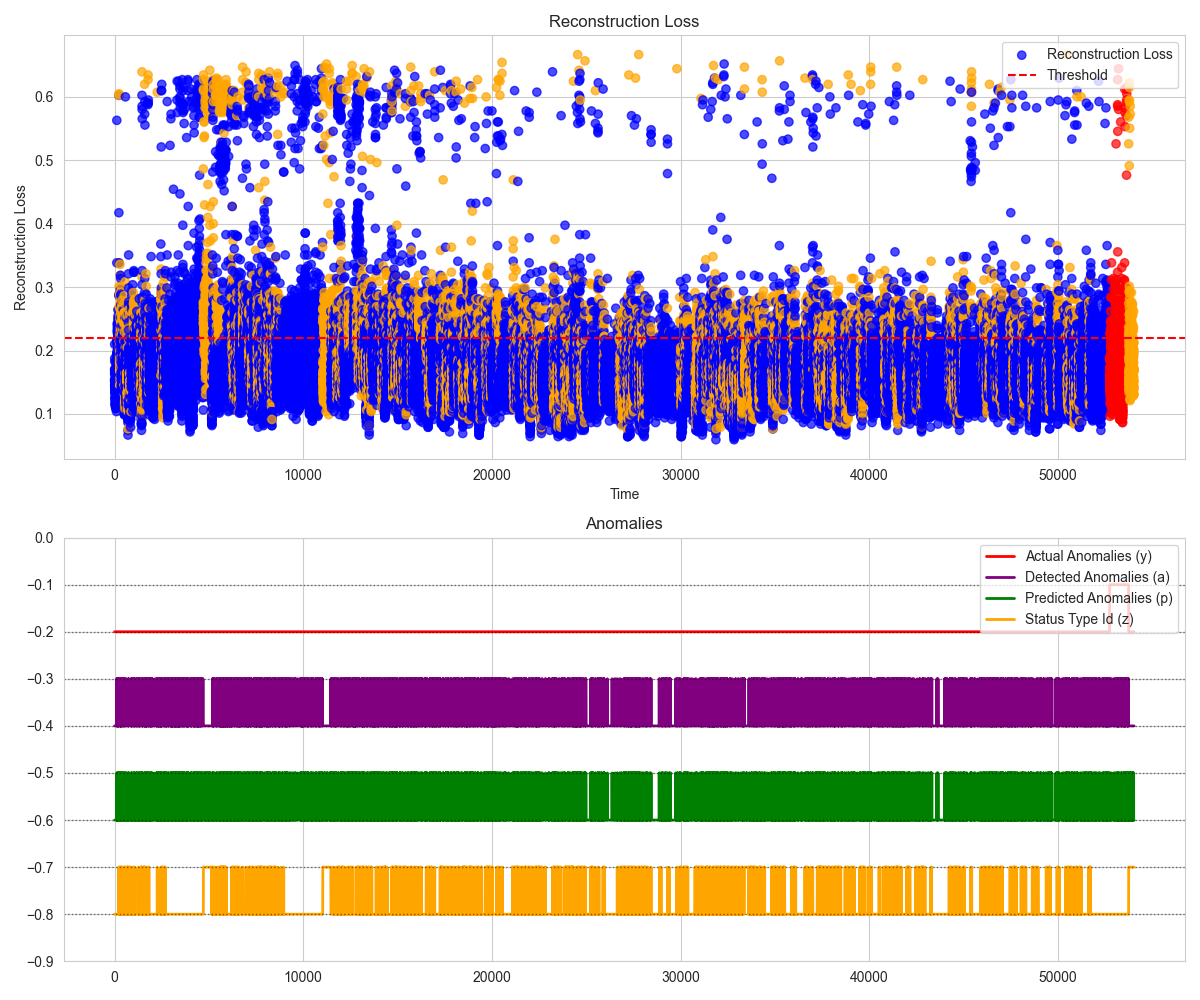 Reconstruction Loss
Reconstruction Loss
Threshold
Reconstruction Loss
0.6
0.5
0.4
0.3
0.2
0.1
0
10000
20000
30000
40000
50000
Time
Anomalies
Actual Anomalies (y)
Detected Anomalies (a)
Predicted Anomalies (p)
Status Type Id (z)
0.0
−0.1
−0.2
−0.3
−0.4
−0.5
−0.6
−0.7
−0.8
−0.9
0
10000
20000
30000
40000
50000